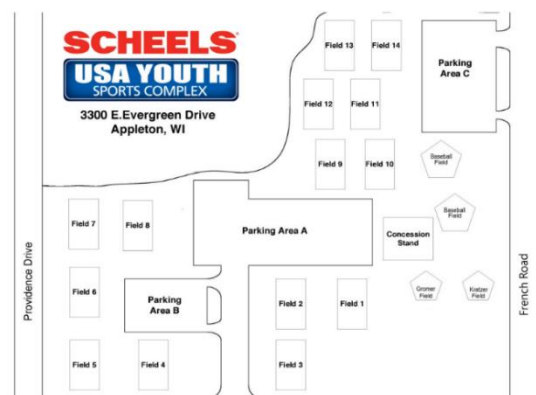 SCHEELS
USA YOUTH
SPORTS COMPLEX
3300 E.Evergreen Drive
Appleton, WI
Field 13
Field 14
Parking
Area C
Field 12
Field 11
Field 9
Field 10
Baseball
Field
Field 7
Field 8
Parking Area A
Concession
Stand
Baseball
Field
Providence Drive
French Road
Field 6
Parking
Area B
Field 2
Field 1
Gromer
Field
Kratzer
Field
Field 5
Field 4
Field 3